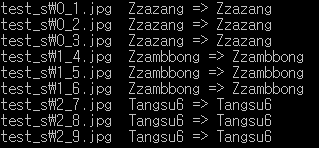 test_s₩0_1.jpg  Zzazang => Zzazang
test_s₩0_2.jpg  Zzazang => Zzazang
test_s₩0_3.jpg  Zzazang => Zzazang
test_s₩1_4.jpg  Zzambbong => Zzambbong
test_s₩1_5.jpg  Zzambbong => Zzambbong
test_s₩1_6.jpg  Zzambbong => Zzambbong
test_s₩2_7.jpg  Tangsu6 => Tangsu6
test_s₩2_8.jpg  Tangsu6 => Tangsu6
test_s₩2_9.jpg  Tangsu6 => Tangsu6